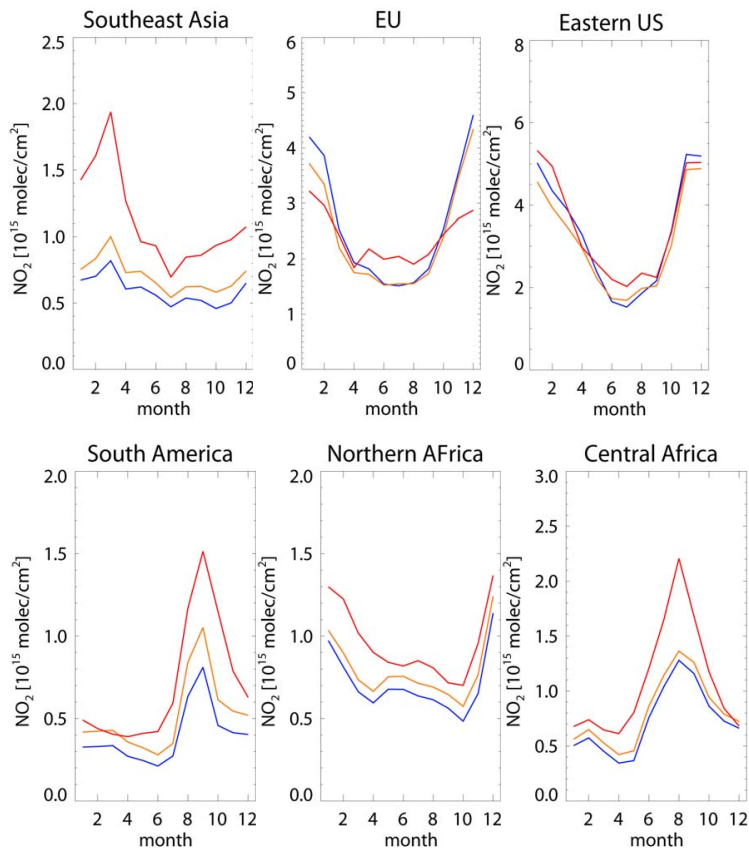 Southeast Asia
NO2 [10^15 molec/cm^2]
2.5
2.0
1.5
1.0
0.5
0.0
2 4 6 8 10 12
month
EU
NO2 [10^15 molec/cm^2]
6
5
4
3
2
1
0
2 4 6 8 10 12
month
Eastern US
NO2 [10^15 molec/cm^2]
8
6
4
2
0
2 4 6 8 10 12
month
South America
NO2 [10^15 molec/cm^2]
2.0
1.5
1.0
0.5
0.0
2 4 6 8 10 12
month
Northern AFrica
NO2 [10^15 molec/cm^2]
2.0
1.5
1.0
0.5
0.0
2 4 6 8 10 12
month
Central Africa
NO2 [10^15 molec/cm^2]
3.0
2.5
2.0
1.5
1.0
0.5
0.0
2 4 6 8 10 12
month